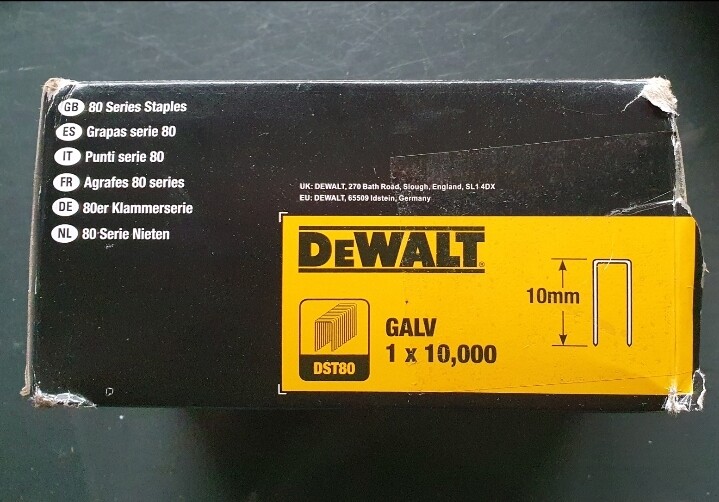 GB 80 Series Staples
ES Grapas serie 80
IT Punti serie 80
FR Agrafes 80 series
DE 80er Klammerserie
NL 80 Serie Nieten
UK: DEWALT, 270 Bath Road, Slough, England, SL1 4DX
EU: DEWALT, 65509 Idstein, Germany
DEWALT®
10mm
GALV
1 x 10,000
DST80